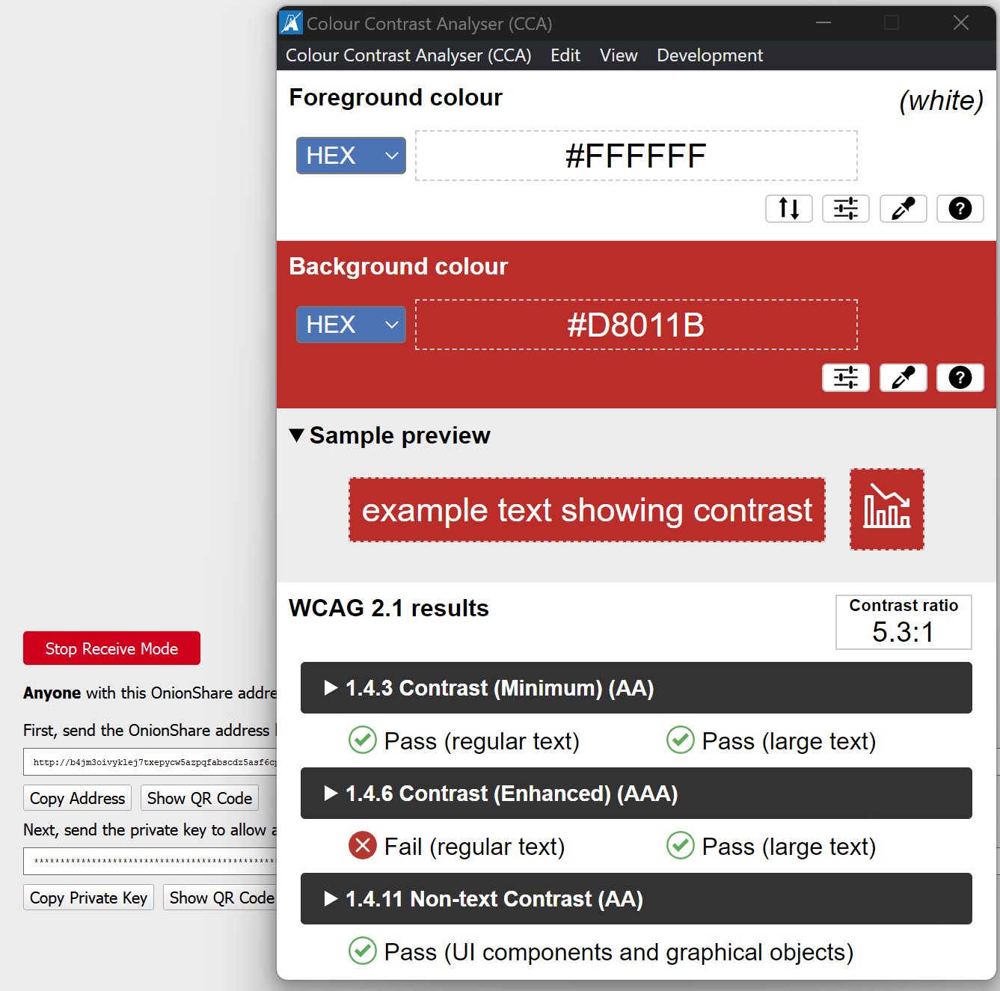 Colour Contrast Analyser (CCA)
Colour Contrast Analyser (CCA) Edit View Development
Foreground colour
(white)
HEX
#FFFFFF
Background colour
HEX
#D8011B
Sample preview
example text showing contrast
WCAG 2.1 results
Contrast ratio
5.3:1
1.4.3 Contrast (Minimum) (AA)
Pass (regular text)
Pass (large text)
1.4.6 Contrast (Enhanced) (AAA)
Fail (regular text)
Pass (large text)
1.4.11 Non-text Contrast (AA)
Pass (UI components and graphical objects)
Stop Receive Mode
Anyone with this OnionShare addre
First, send the OnionShare address
http://b4jm3oivyklej7txepycw5azpqfabscdz5asf6cp
Copy Address
Show QR Code
Next, send the private key to allow a
***********************************************
Copy Private Key
Show QR Code